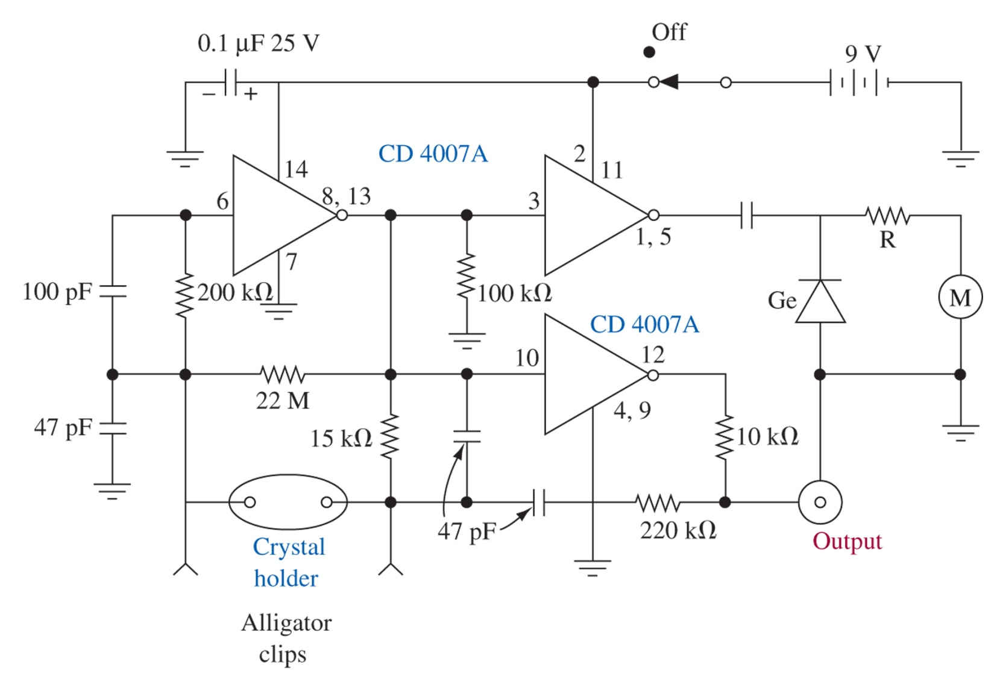 Off
0.1 µF 25 V
9 V
− +
CD 4007A
2
14
11
6
8, 13
3
1, 5
R
7
100 pF
200 kΩ
100 kΩ
Ge
M
CD 4007A
10
12
22 M
4, 9
47 pF
15 kΩ
10 kΩ
47 pF
220 kΩ
Output
Crystal
holder
Alligator
clips